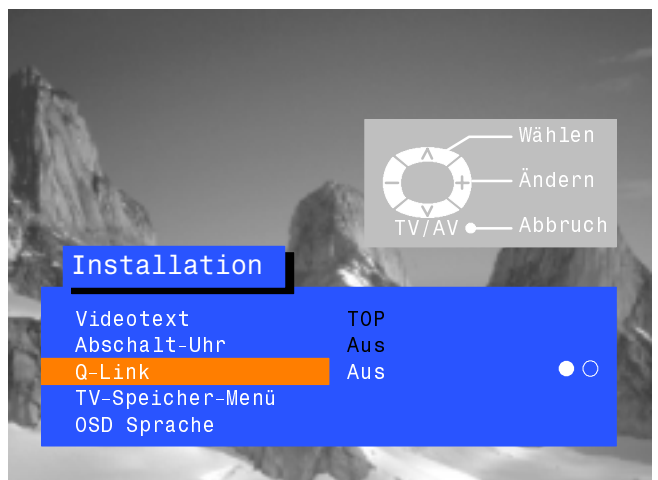 Wählen
Ändern
TV/AV Abbruch
Installation
Videotext TOP
Abschalt-Uhr Aus
Q-Link Aus
TV-Speicher-Menü
OSD Sprache